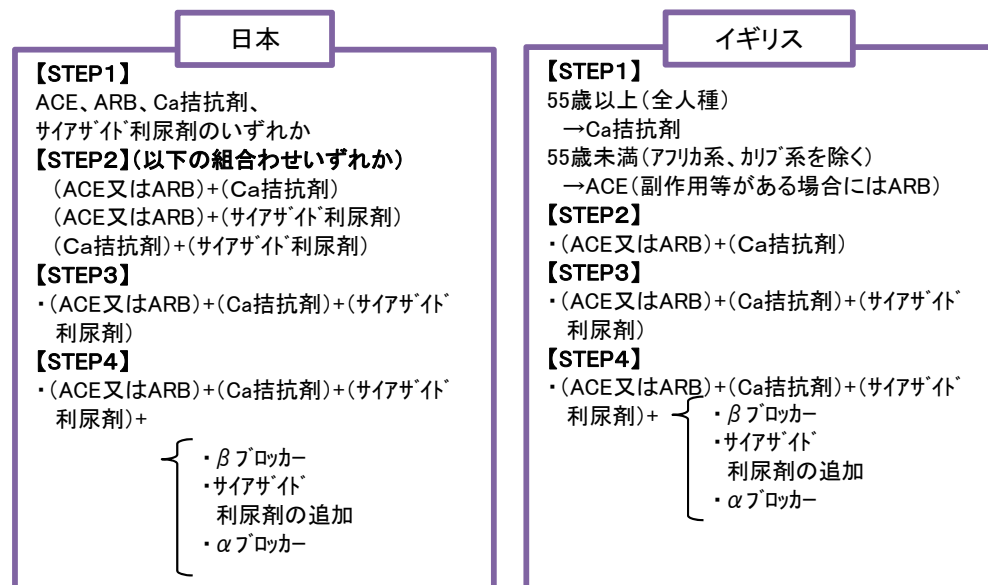 日本
【STEP1】
ACE、ARB、Ca拮抗剤、
ｻｲｱｻﾞｲﾄﾞ利尿剤のいずれか
【STEP2】（以下の組合わせいずれか）
（ACE又はARB）+（Ｃa拮抗剤）
（ACE又はARB）+（ｻｲｱｻﾞｲﾄﾞ利尿剤）
（Ｃa拮抗剤）+（ｻｲｱｻﾞｲﾄﾞ利尿剤）
【STEP3】
・（ACE又はARB）+（Ca拮抗剤）+（サイアザイﾄﾞ
利尿剤）
【STEP4】
・（ACE又はARB）+（Ca拮抗剤）+（ｻｲｱｻﾞｲﾄﾞ
利尿剤）+
・βﾌﾞﾛｯｶｰ
・ｻｲｱｻﾞｲﾄﾞ
利尿剤の追加
・αﾌﾞﾛｯｶｰ
イギリス
【STEP1】
55歳以上（全人種）
→Ca拮抗剤
55歳未満（ｱﾌﾘｶ系、ｶﾘﾌﾞ系を除く）
→ACE（副作用等がある場合にはARB）
【STEP2】
・（ACE又はARB）+（Ｃa拮抗剤）
【STEP3】
・（ACE又はARB）+（Ca拮抗剤）+（サイアザイﾄﾞ
利尿剤）
【STEP4】
・（ACE又はARB）+（Ca拮抗剤）+（ｻｲｱｻﾞｲﾄﾞ
利尿剤）+
・βﾌﾞﾛｯｶｰ
・ｻｲｱｻﾞｲﾄﾞ
利尿剤の追加
・αﾌﾞﾛｯｶｰ